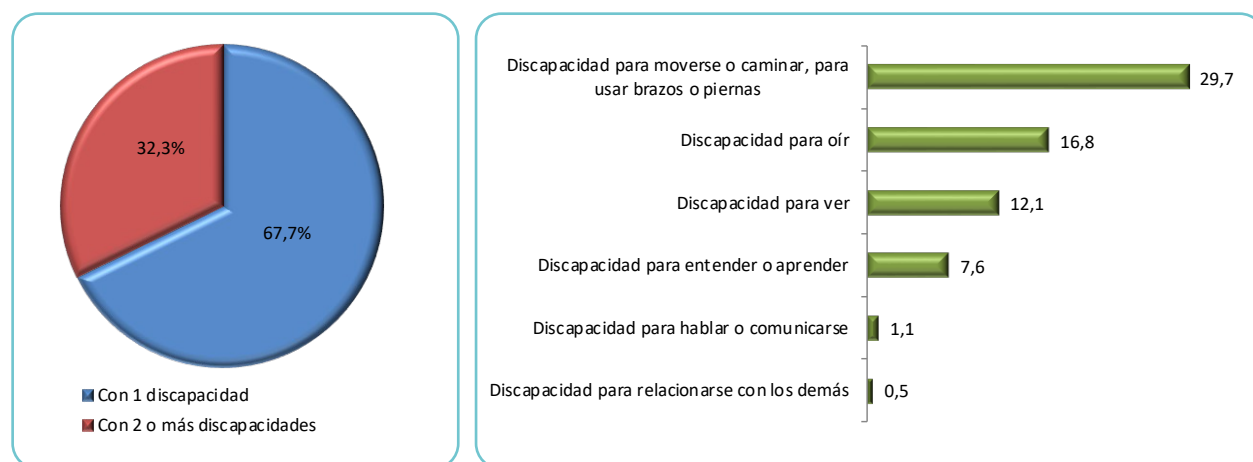 32,3%
67,7%
Con 1 discapacidad
Con 2 o más discapacidades
Discapacidad para moverse o caminar, para
usar brazos o piernas
29,7
Discapacidad para oír
16,8
Discapacidad para ver
12,1
Discapacidad para entender o aprender
7,6
Discapacidad para hablar o comunicarse
1,1
Discapacidad para relacionarse con los demás
0,5